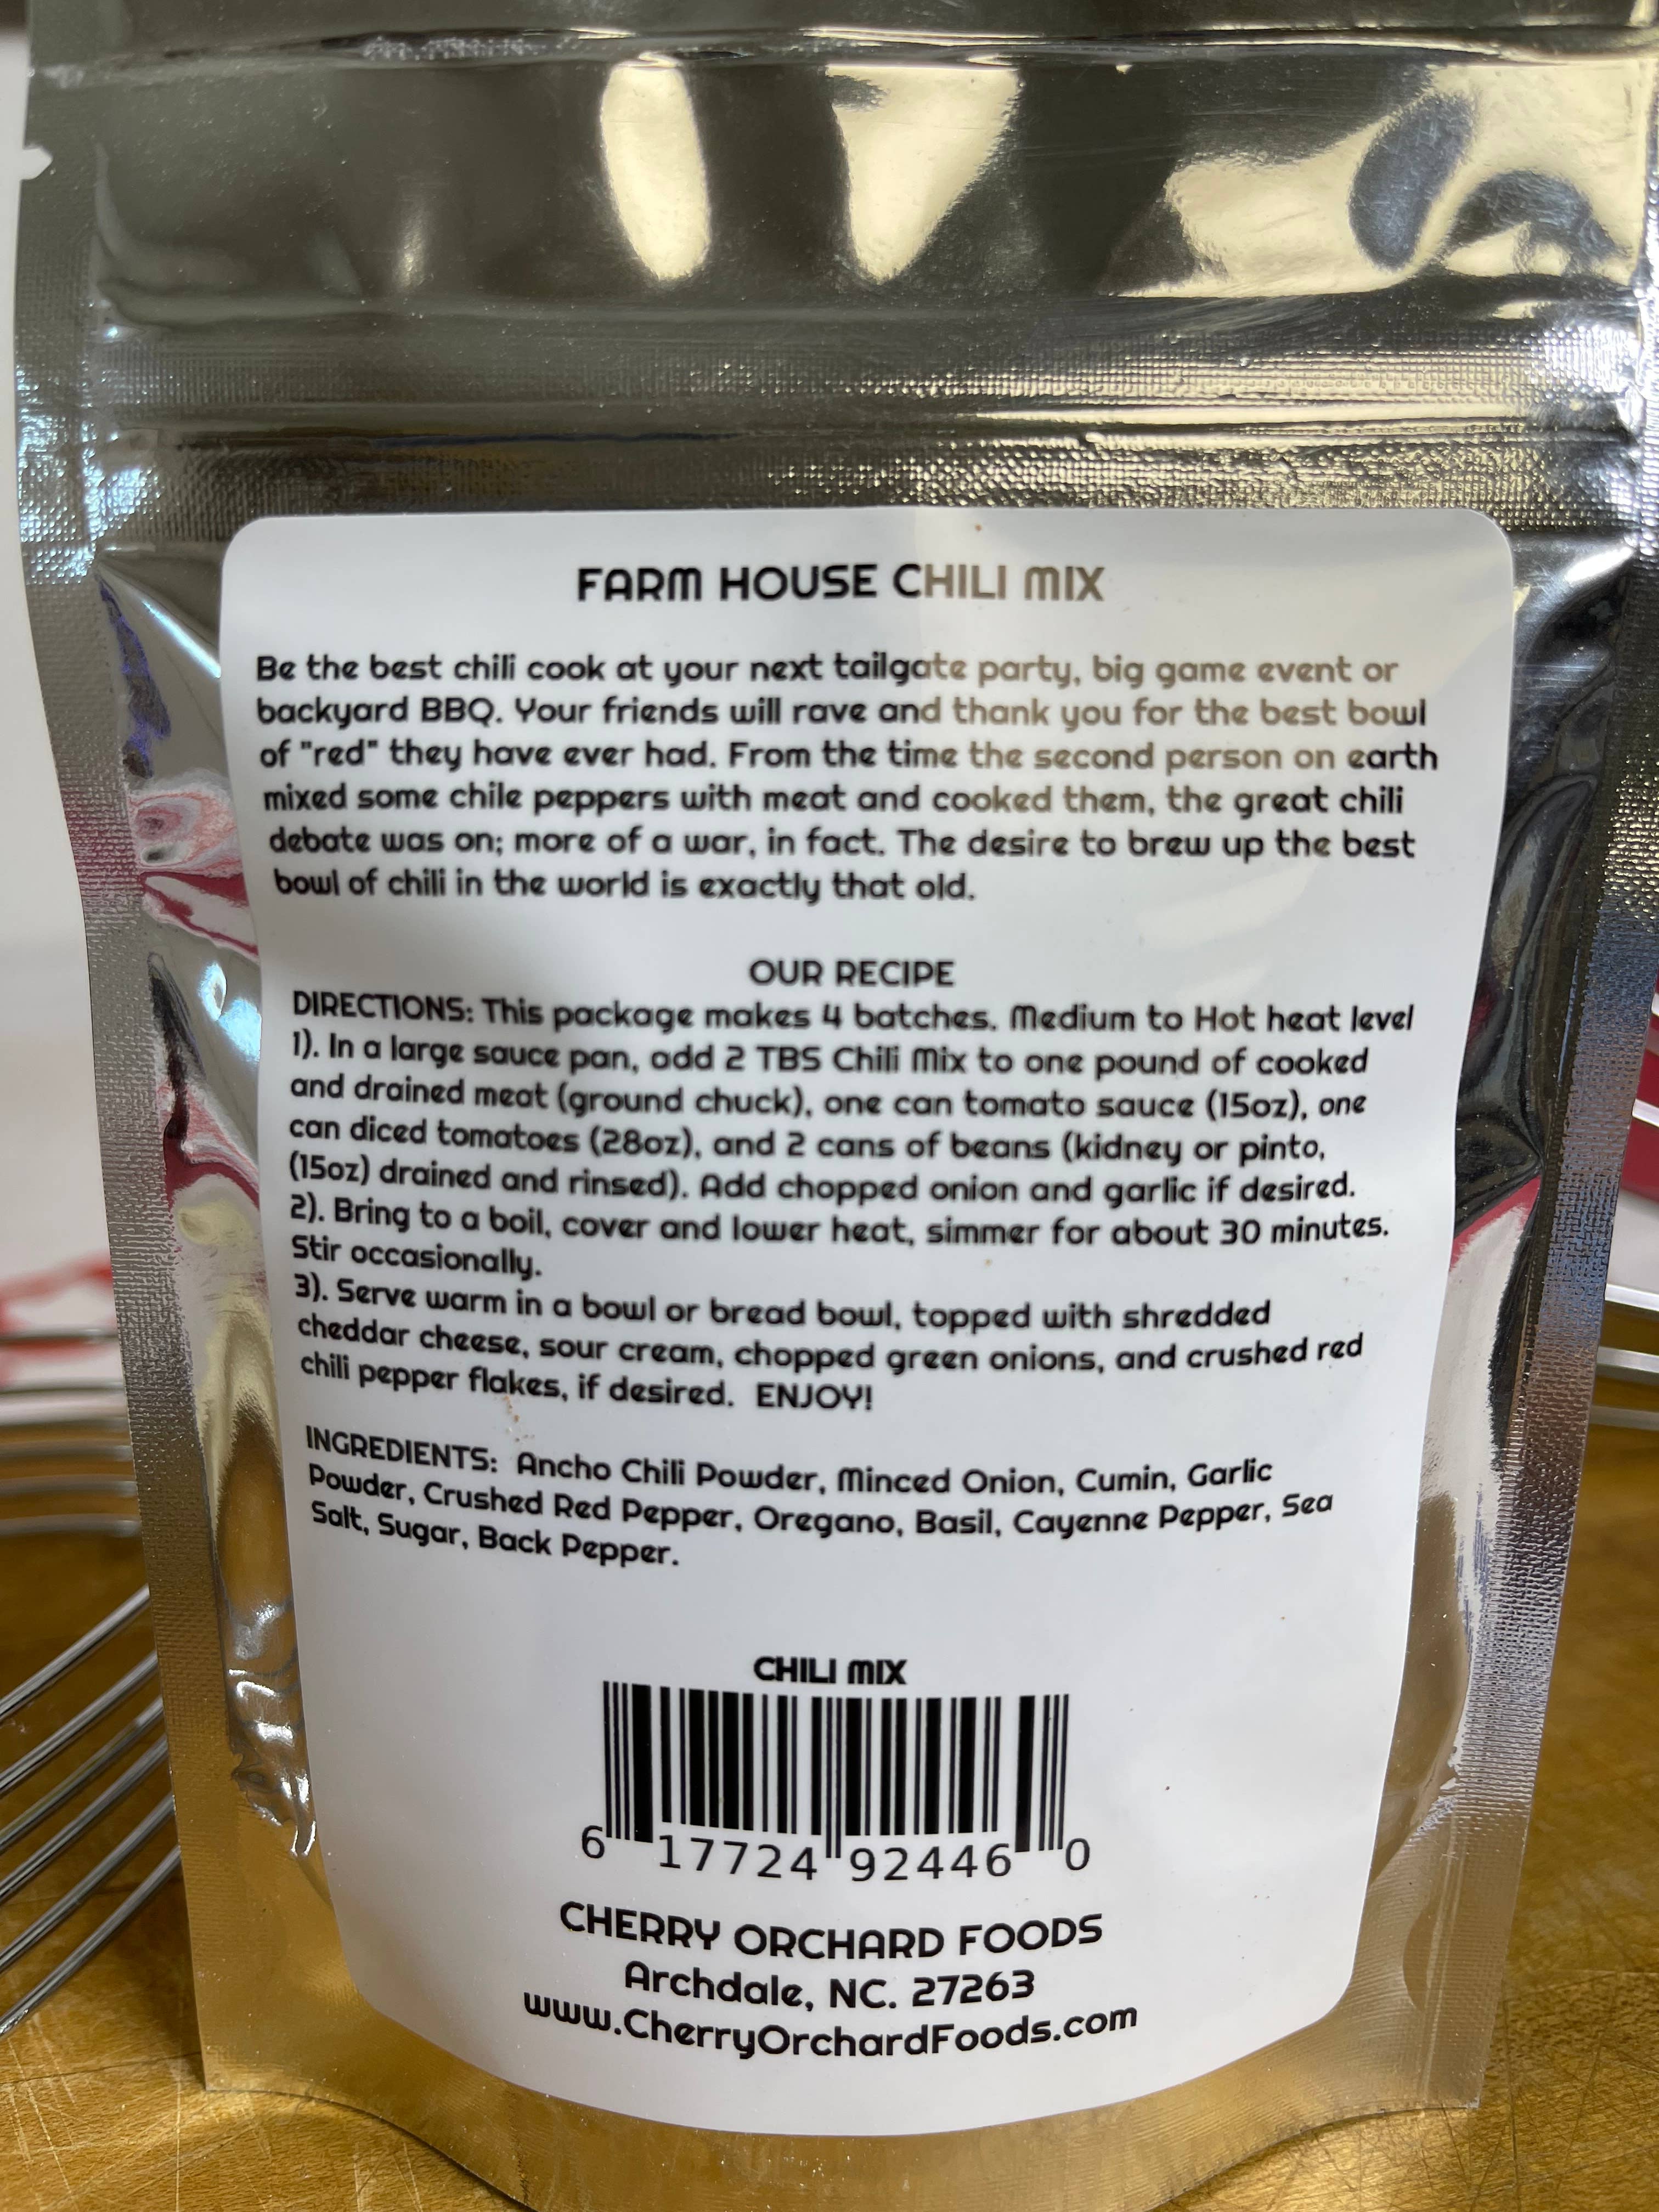 FARM HOUSE CHILI MIX
Be the best chili cook at your next tailgate party, big game event or
backyard BBQ. Your friends will rave and thank you for the best bowl
of "red" they have ever had. From the time the second person on earth
mixed some chile peppers with meat and cooked them, the great chili
debate was on; more of a war, in fact. The desire to brew up the best
bowl of chili in the world is exactly that old.
OUR RECIPE
DIRECTIONS: This package makes 4 batches. Medium to Hot heat level
1). In a large sauce pan, add 2 TBS Chili Mix to one pound of cooked
and drained meat (ground chuck), one can tomato sauce (15oz), one
can diced tomatoes (28oz), and 2 cans of beans (kidney or pinto,
(15oz) drained and rinsed). Add chopped onion and garlic if desired.
2). Bring to a boil, cover and lower heat, simmer for about 30 minutes.
Stir occasionally.
3). Serve warm in a bowl or bread bowl, topped with shredded
cheddar cheese, sour cream, chopped green onions, and crushed red
chili pepper flakes, if desired. ENJOY!
INGREDIENTS: Ancho Chili Powder, Minced Onion, Cumin, Garlic
Powder, Crushed Red Pepper, Oregano, Basil, Cayenne Pepper, Sea
Salt, Sugar, Back Pepper.
CHILI MIX
6 17724 92446 0
CHERRY ORCHARD FOODS
Archdale, NC. 27263
www.CherryOrchardFoods.com